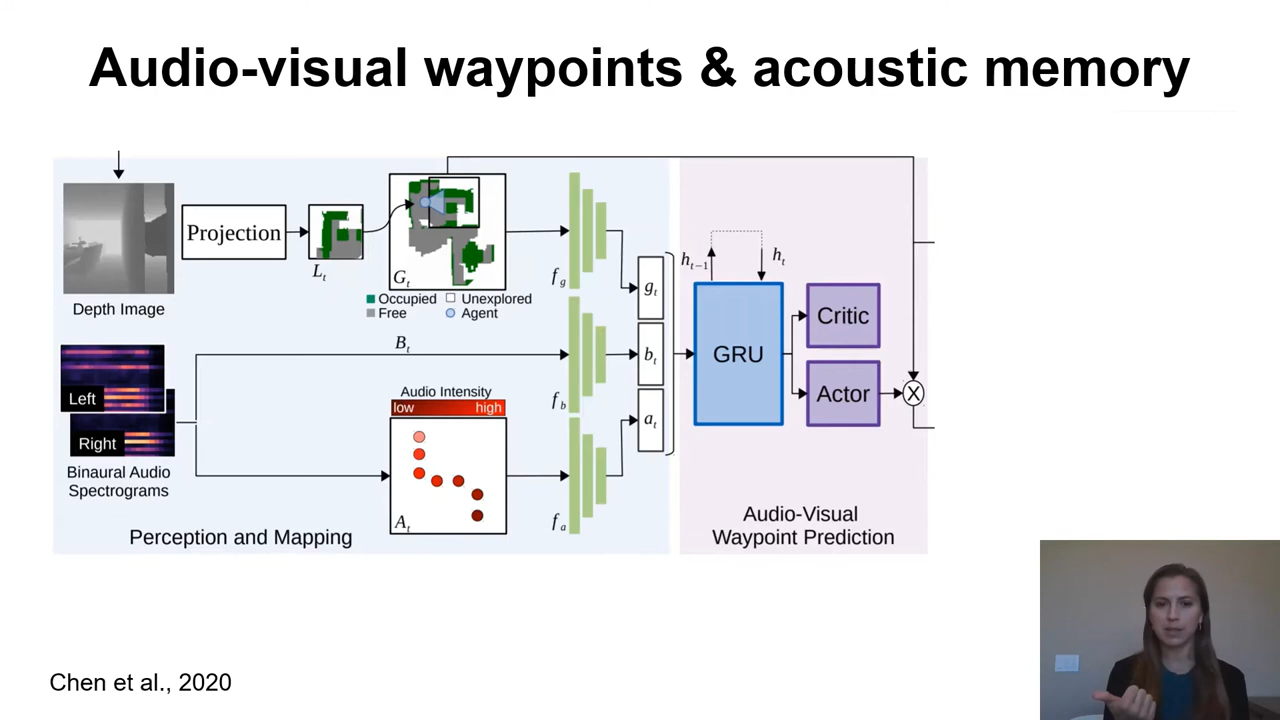 Audio-visual waypoints & acoustic memory
Projection
L_t
G_t
Depth Image
Occupied
Unexplored
Free
Agent
f_g
g_t
B_t
b_t
f_b
Left
Right
Binaural Audio
Spectrograms
Audio Intensity
low
high
A_t
f_a
a_t
Perception and Mapping
h_{t-1}
h_t
GRU
Critic
Actor
X
Audio-Visual
Waypoint Prediction
Chen et al., 2020